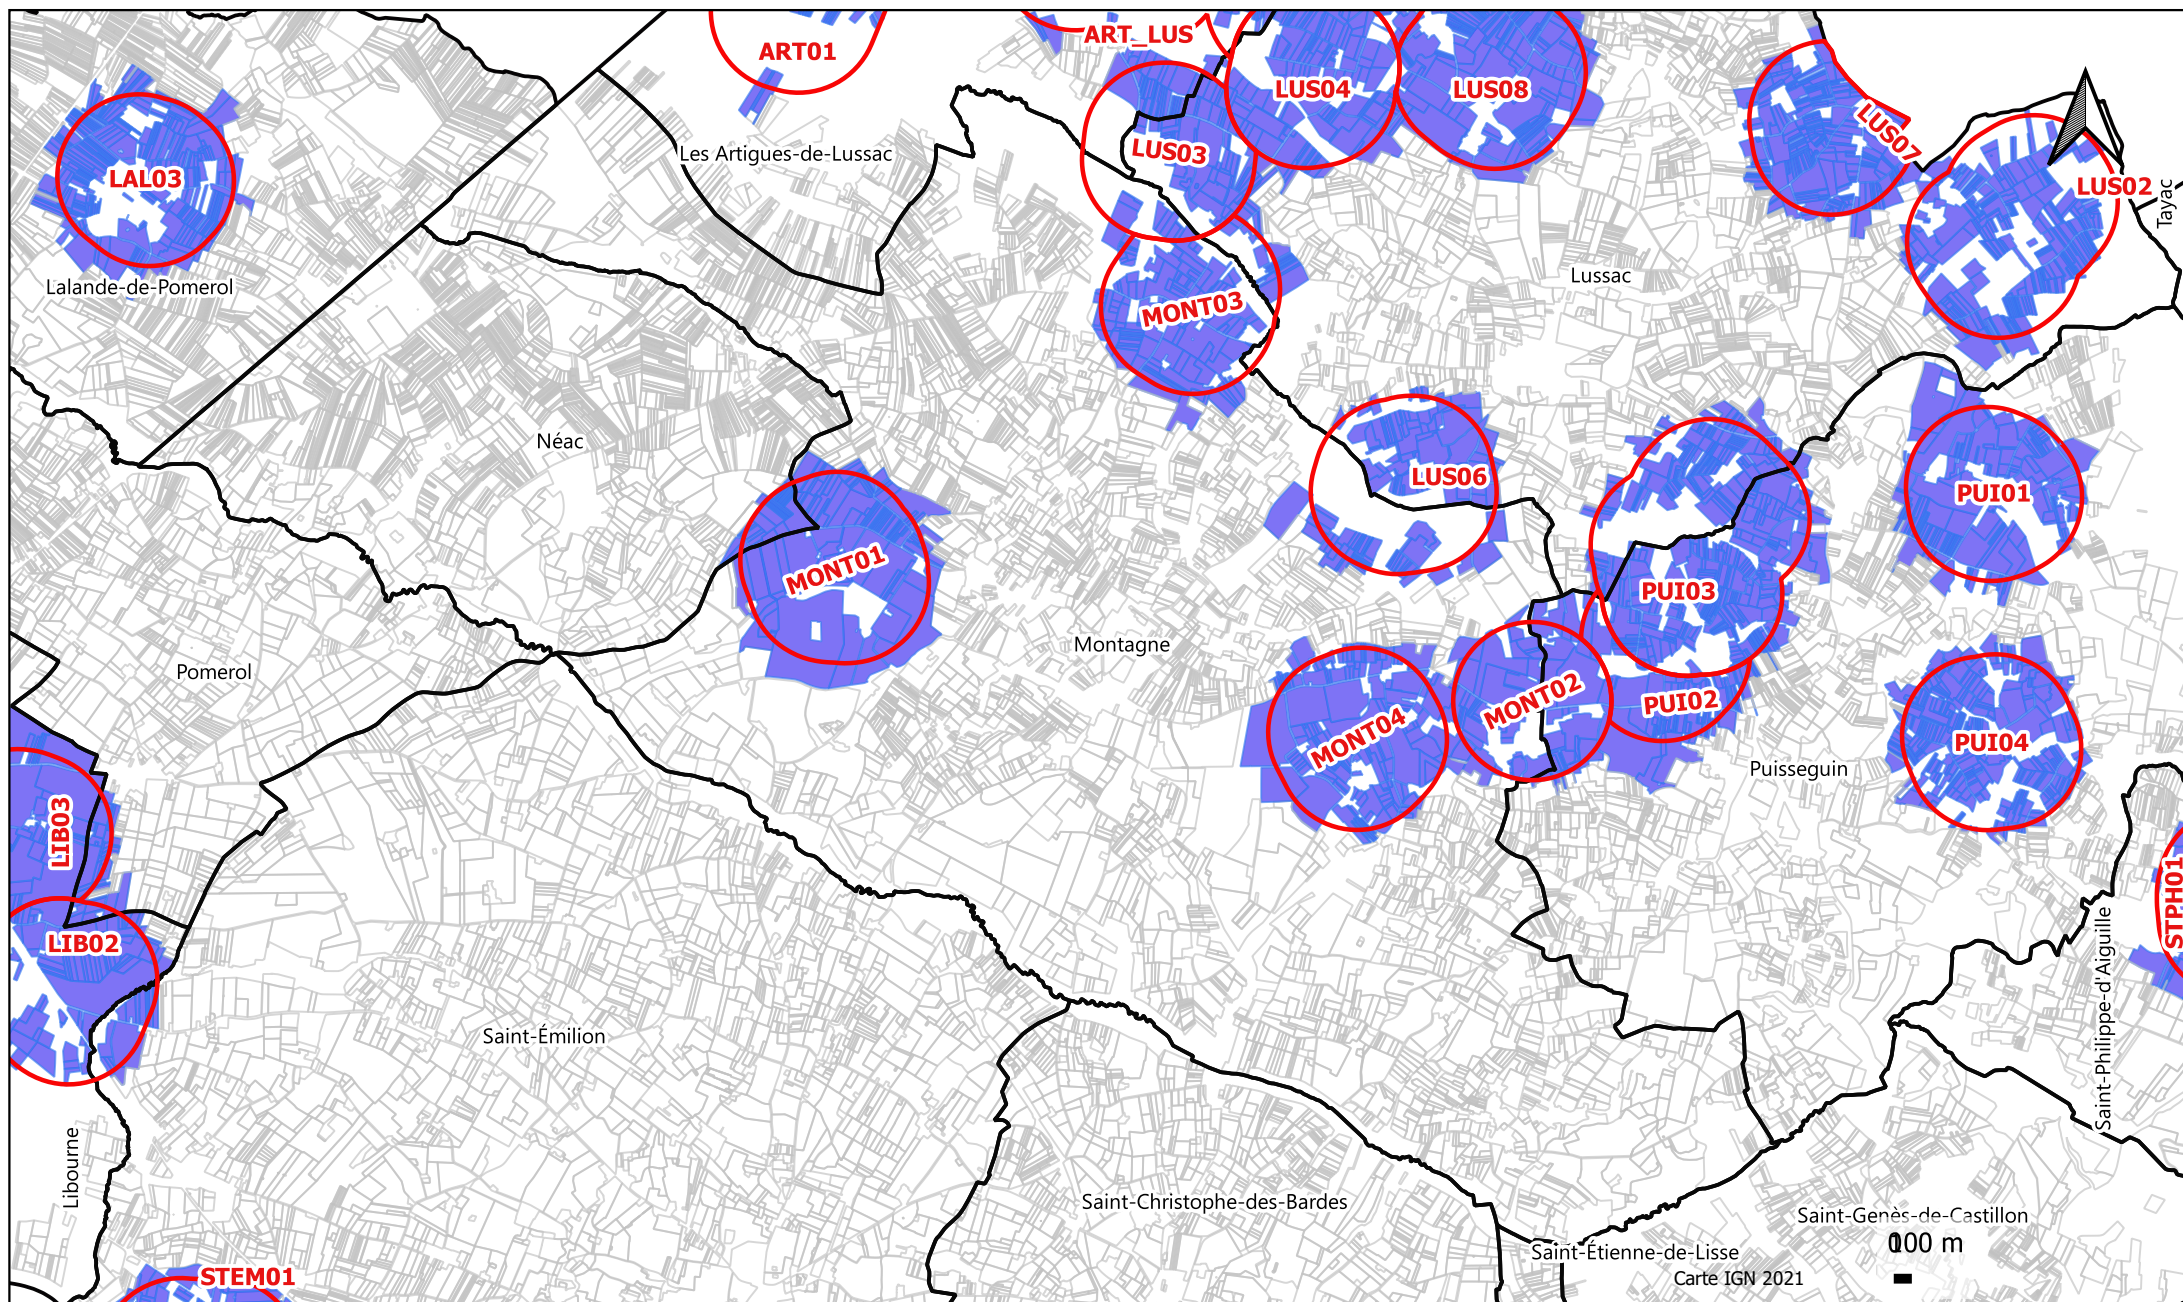 ART_LUS
ART01
LUS04
LUS08
LUS07
LUS03
Les Artigues-de-Lussac
LAL03
LUS02
Tayac
Lalande-de-Pomerol
Lussac
MONT03
Néac
LUS06
PUI01
MONT01
PUI03
Montagne
Pomerol
MONT02
PUI02
MONT04
PUI04
Puisseguin
LIB03
STPH01
LIB02
Saint-Philippe-d'Aiguille
Saint-Émilion
Libourne
Saint-Christophe-des-Bardes
Saint-Genès-de-Castillon
0
100 m
Saint-Étienne-de-Lisse
STEM01
Carte IGN 2021